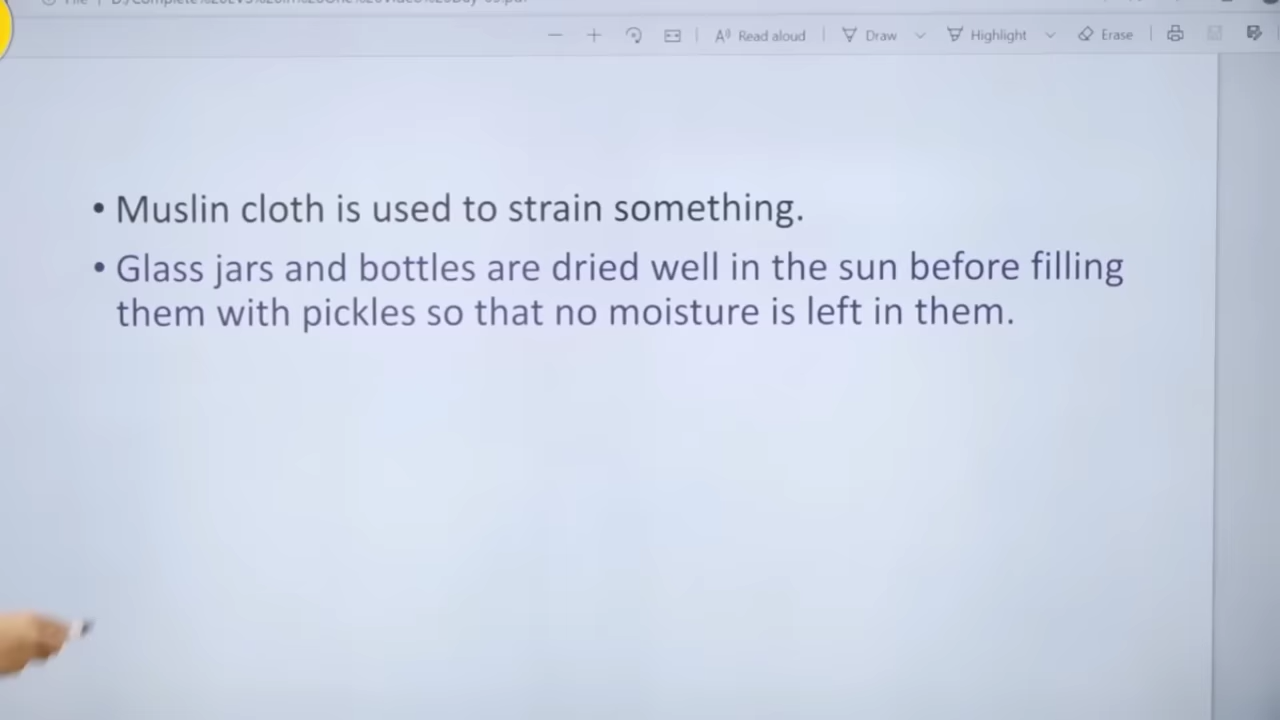 Read aloud
Draw
Highlight
Erase
• Muslin cloth is used to strain something.
• Glass jars and bottles are dried well in the sun before filling
them with pickles so that no moisture is left in them.